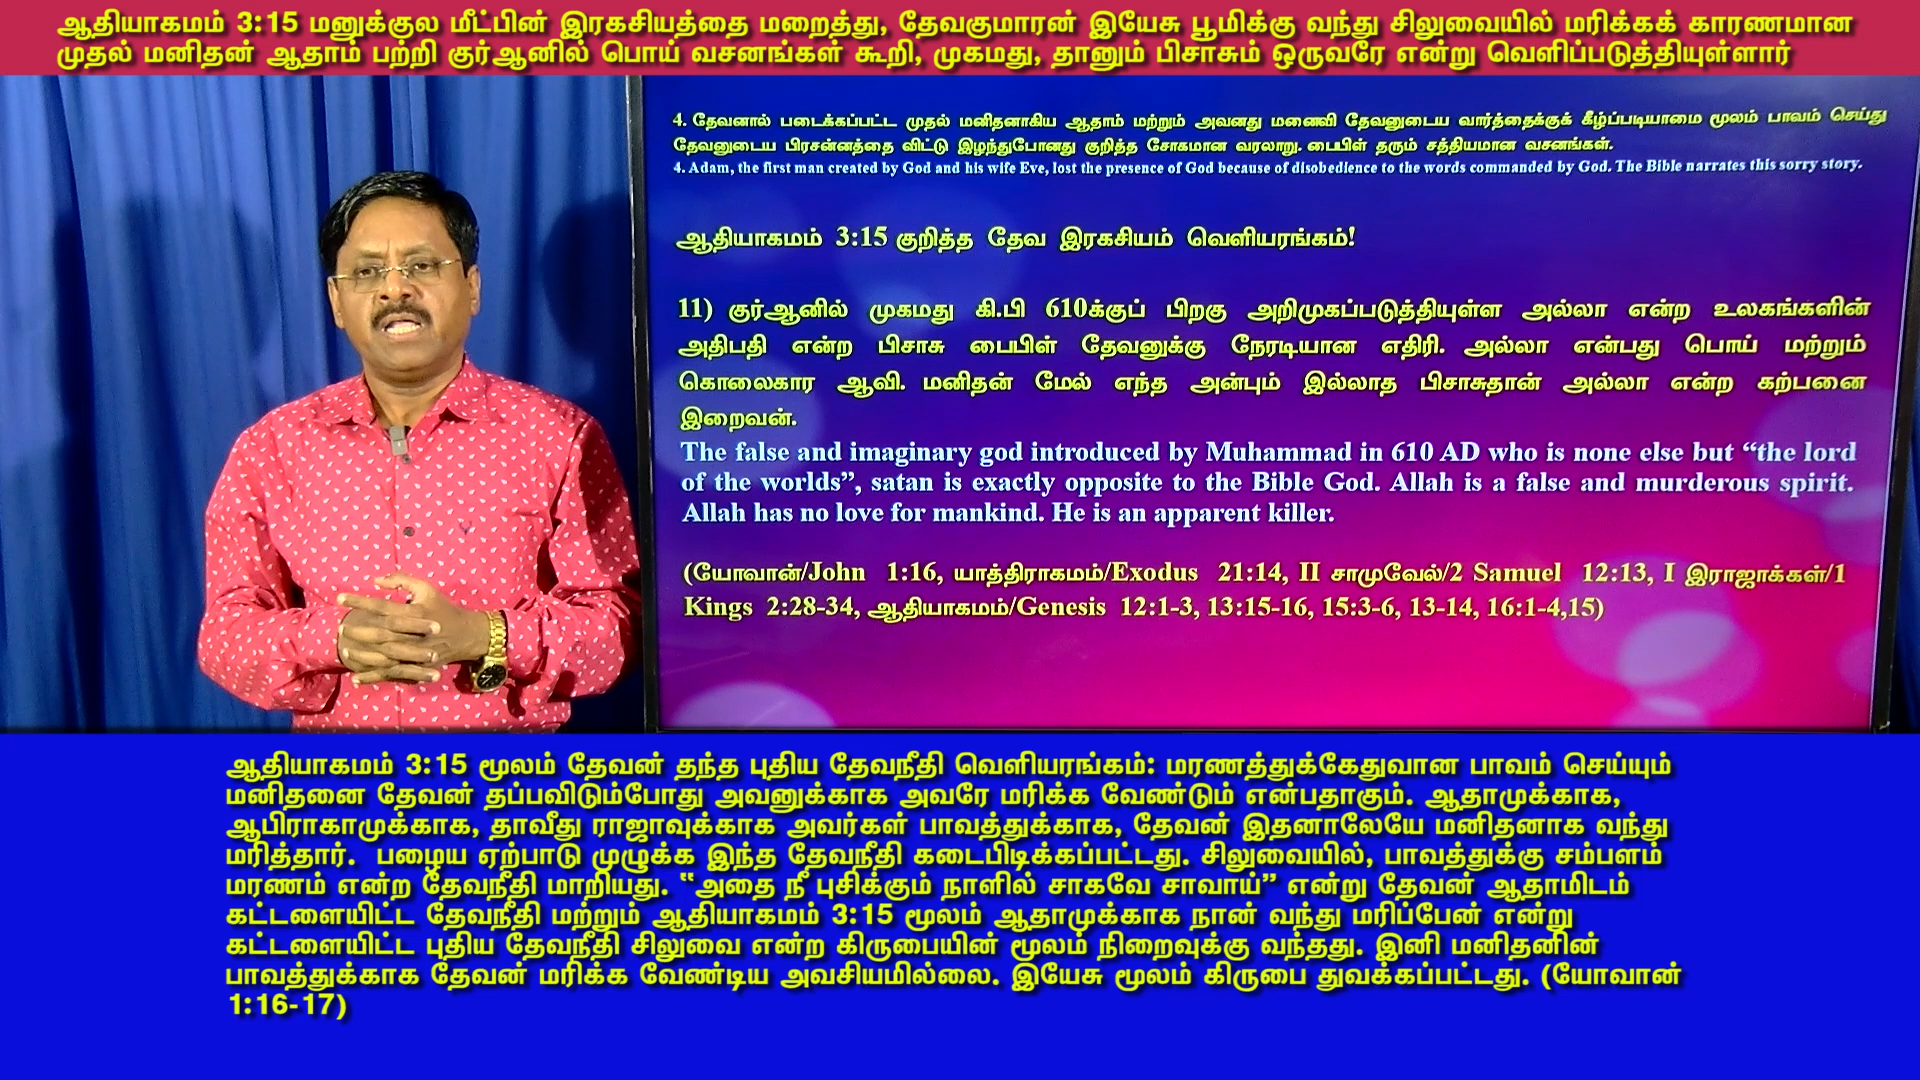 ஆதியாகமம் 3:15 மனுக்குல மீட்பின் இரகசியத்தை மறைத்து, தேவகுமாரன் இயேசு பூமிக்கு வந்து சிலுவையில் மரிக்கக் காரணமான
முதல் மனிதன் ஆதாம் பற்றி குர்ஆனில் பொய் வசனங்கள் கூறி, முகமது, தானும் பிசாசும் ஒருவரே என்று வெளிப்படுத்தியுள்ளார்
4. தேவனால் படைக்கப்பட்ட முதல் மனிதனாகிய ஆதாம் மற்றும் அவனது மனைவி தேவனுடைய வார்த்தைக்குக் கீழ்ப்படியாமை மூலம் பாவம் செய்து
தேவனுடைய பிரசன்னத்தை விட்டு இழந்துபோனது குறித்த சோகமான வரலாறு. பைபிள் தரும் சத்தியமான வசனங்கள்.
4. Adam, the first man created by God and his wife Eve, lost the presence of God because of disobedience to the words commanded by God. The Bible narrates this sorry story.
ஆதியாகமம் 3:15 குறித்த தேவ இரகசியம் வெளியரங்கம்!
11) குர்ஆனில் முகமது கி.பி 610க்குப் பிறகு அறிமுகப்படுத்தியுள்ள அல்லா என்ற உலகங்களின்
அதிபதி என்ற பிசாசு பைபிள் தேவனுக்கு நேரடியான எதிரி. அல்லா என்பது பொய் மற்றும்
கொலைகார ஆவி. மனிதன் மேல் எந்த அன்பும் இல்லாத பிசாசுதான் அல்லா என்ற கற்பனை
இறைவன்.
The false and imaginary god introduced by Muhammad in 610 AD who is none else but “the lord
of the worlds”, satan is exactly opposite to the Bible God. Allah is a false and murderous spirit.
Allah has no love for mankind. He is an apparent killer.
(யோவான்/John 1:16, யாத்திராகமம்/Exodus 21:14, II சாமுவேல்/2 Samuel 12:13, I இராஜாக்கள்/1
Kings 2:28-34, ஆதியாகமம்/Genesis 12:1-3, 13:15-16, 15:3-6, 13-14, 16:1-4,15)
ஆதியாகமம் 3:15 மூலம் தேவன் தந்த புதிய தேவநீதி வெளியரங்கம்: மரணத்துக்கேதுவான பாவம் செய்யும்
மனிதனை தேவன் தப்பவிடும்போது அவனுக்காக அவரே மரிக்க வேண்டும் என்பதாகும். ஆதாமுக்காக,
ஆபிராகாமுக்காக, தாவீது ராஜாவுக்காக அவர்கள் பாவத்துக்காக, தேவன் இதனாலேயே மனிதனாக வந்து
மரித்தார். பழைய ஏற்பாடு முழுக்க இந்த தேவநீதி கடைபிடிக்கப்பட்டது. சிலுவையில், பாவத்துக்கு சம்பளம்
மரணம் என்ற தேவநீதி மாறியது. “அதை நீ புசிக்கும் நாளில் சாகவே சாவாய்” என்று தேவன் ஆதாமிடம்
கட்டளையிட்ட தேவநீதி மற்றும் ஆதியாகமம் 3:15 மூலம் ஆதாமுக்காக நான் வந்து மரிப்பேன் என்று
கட்டளையிட்ட புதிய தேவநீதி சிலுவை என்ற கிருபையின் மூலம் நிறைவுக்கு வந்தது. இனி மனிதனின்
பாவத்துக்காக தேவன் மரிக்க வேண்டிய அவசியமில்லை. இயேசு மூலம் கிருபை துவக்கப்பட்டது. (யோவான்
1:16-17)